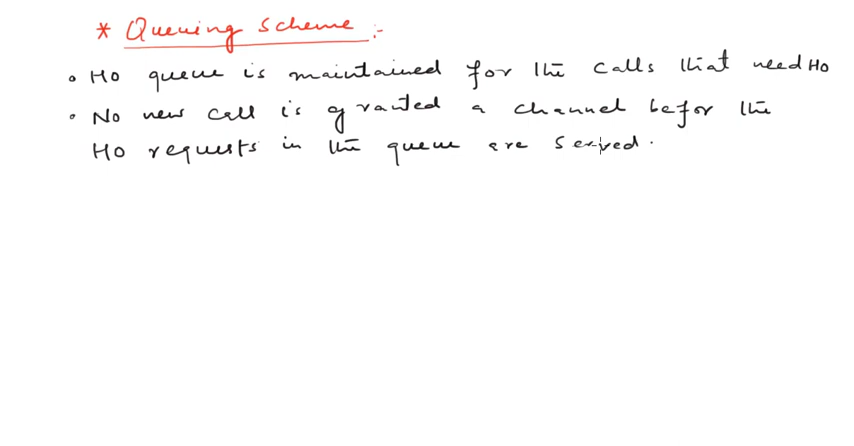 * Queuing scheme :-
• HO queue is maintained for the calls that need HO
• No new call is granted a channel befor the
HO requests in the queue are served.